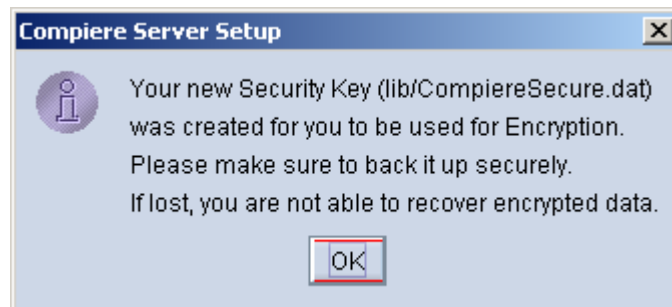 Compiere Server Setup
Your new Security Key (lib/CompiereSecure.dat)
was created for you to be used for Encryption.
Please make sure to back it up securely.
If lost, you are not able to recover encrypted data.
OK